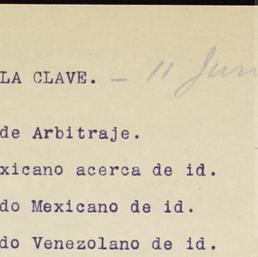 LA CLAVE. — 11 Jun
de Arbitraje.
xicano acerca de id.
do Mexicano de id.
do Venezolano de id.